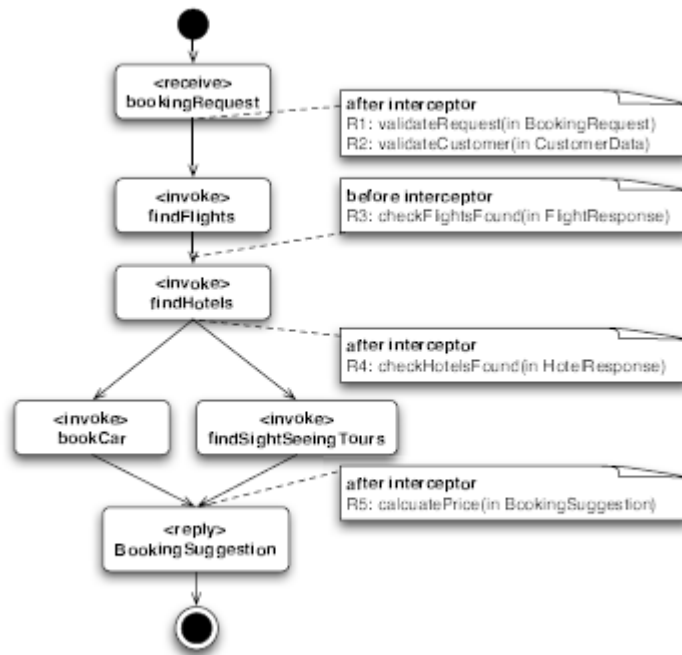 <receive>
bookingRequest
after interceptor
R1: validateRequest(in BookingRequest)
R2: validateCustomer(in CustomerData)
<invoke>
findFlights
before interceptor
R3: checkFlightsFound(in FlightResponse)
<invoke>
findHotels
after interceptor
R4: checkHotelsFound(in HotelResponse)
<invoke>
bookCar
<invoke>
findSightSeeingTours
after interceptor
R5: calcuatePrice(in BookingSuggestion)
<reply>
BookingSuggestion